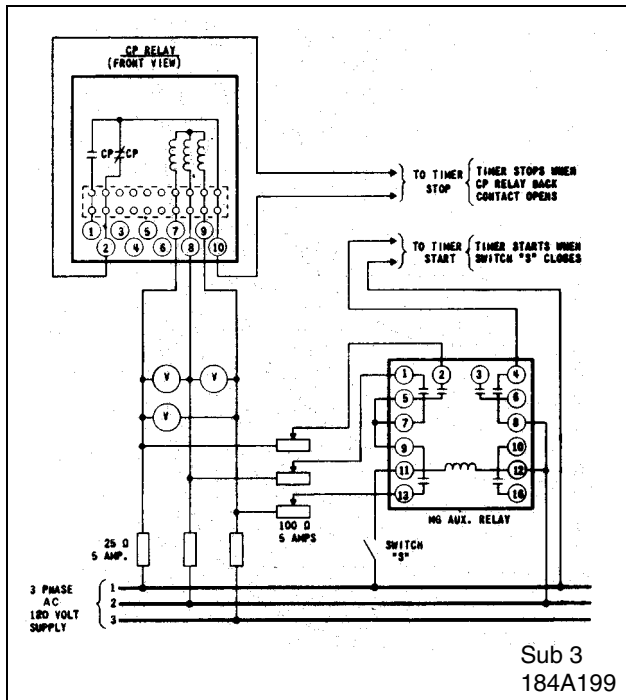 CP RELAY
(FRONT VIEW)
CP
CP
1
2
3
4
5
6
7
8
9
10
TO TIMER
STOP
TIMER STOPS WHEN
CP RELAY BACK
CONTACT OPENS
TO TIMER
START
TIMER STARTS WHEN
SWITCH "S" CLOSES
V
V
V
1
2
3
4
5
6
7
8
9
10
11
12
13
MG AUX. RELAY
100 Ω
5 AMPS
25 Ω
5 AMP.
SWITCH
"S"
3 PHASE
AC
120 VOLT
SUPPLY
1
2
3
Sub 3
184A199